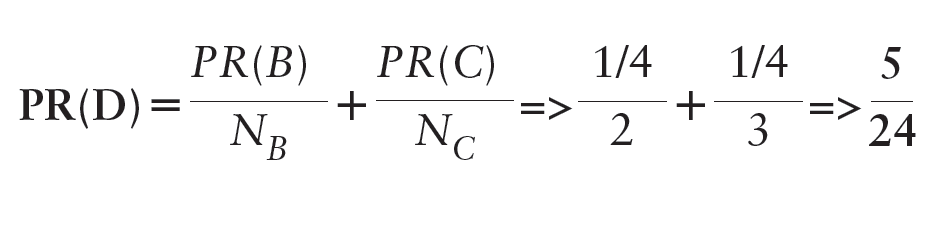 PR(D) = PR(B)/N_B + PR(C)/N_C => 1/4/2 + 1/4/3 => 5/24